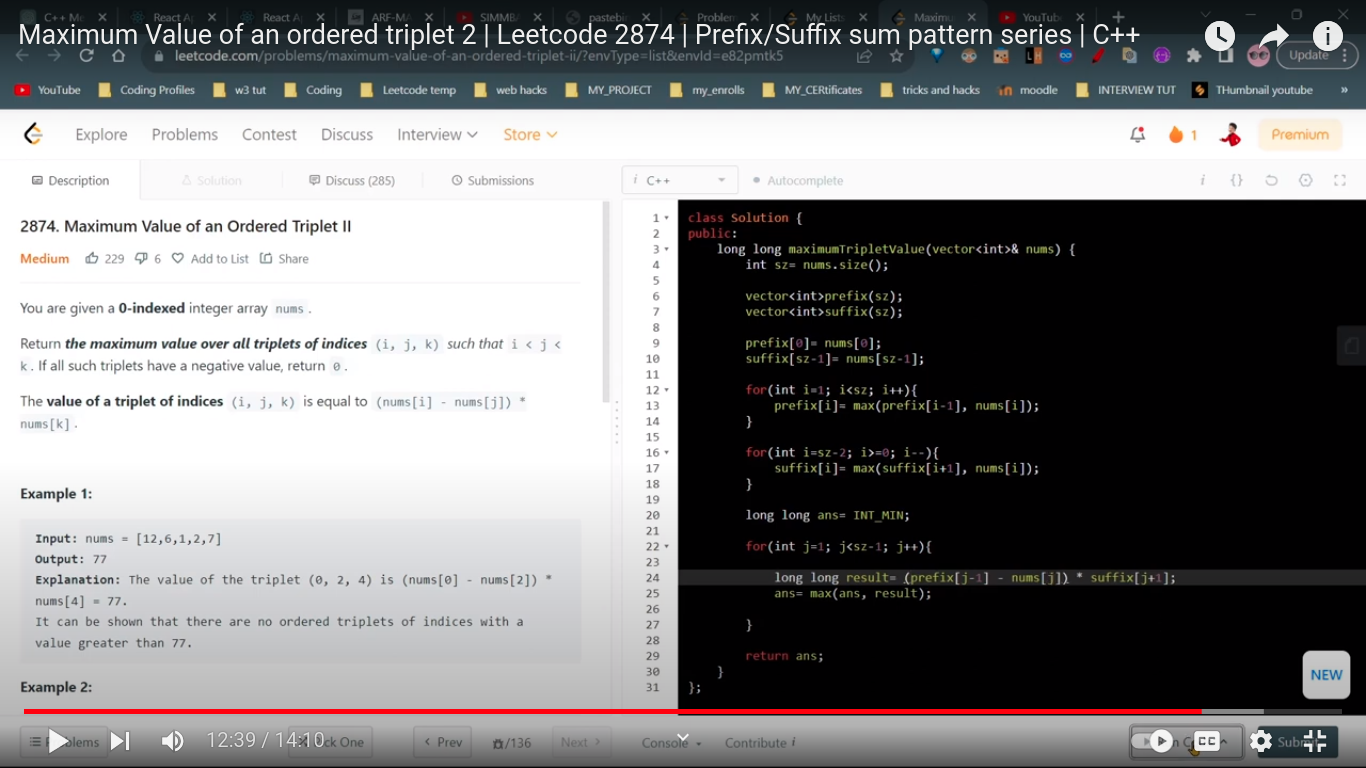 C++ Me
React Ap
React Ap
ARF-MA
SIMMBA
pastebin
Problem
My Lists
Maximu
YouTub
Maximum Value of an ordered triplet 2 | Leetcode 2874 | Prefix/Suffix sum pattern series | C++
leetcode.com/problems/maximum-value-of-an-ordered-triplet-ii/?envType=list&envId=e82pmtk5
Update
YouTube Coding Profiles w3 tut Coding Leetcode temp web hacks MY_PROJECT my_enrolls MY_CERtificates tricks and hacks moodle INTERVIEW TUT THumbnail youtube »
Explore Problems Contest Discuss Interview Store 1 Premium
Description Solution Discuss (285) Submissions i C++ Autocomplete i {}
2874. Maximum Value of an Ordered Triplet II
Medium 229 6 Add to List Share
You are given a 0-indexed integer array nums .
Return the maximum value over all triplets of indices (i, j, k) such that i < j <
k . If all such triplets have a negative value, return 0 .
The value of a triplet of indices (i, j, k) is equal to (nums[i] - nums[j]) *
nums[k] .
Example 1:
Input: nums = [12,6,1,2,7]
Output: 77
Explanation: The value of the triplet (0, 2, 4) is (nums[0] - nums[2]) *
nums[4] = 77.
It can be shown that there are no ordered triplets of indices with a
value greater than 77.
Example 2:
1 class Solution {
2 public:
3 long long maximumTripletValue(vector<int>& nums) {
4 int sz= nums.size();
5
6 vector<int>prefix(sz);
7 vector<int>suffix(sz);
8
9 prefix[0]= nums[0];
10 suffix[sz-1]= nums[sz-1];
11
12 for(int i=1; i<sz; i++){
13 prefix[i]= max(prefix[i-1], nums[i]);
14 }
15
16 for(int i=sz-2; i>=0; i--){
17 suffix[i]= max(suffix[i+1], nums[i]);
18 }
19
20 long long ans= INT_MIN;
21
22 for(int j=1; j<sz-1; j++){
23
24 long long result= (prefix[j-1] - nums[j]) * suffix[j+1];
25 ans= max(ans, result);
26
27 }
28
29 return ans;
30 }
31 };
NEW
12:39 / 14:10
Prev /136 Next Console Contribute i CC